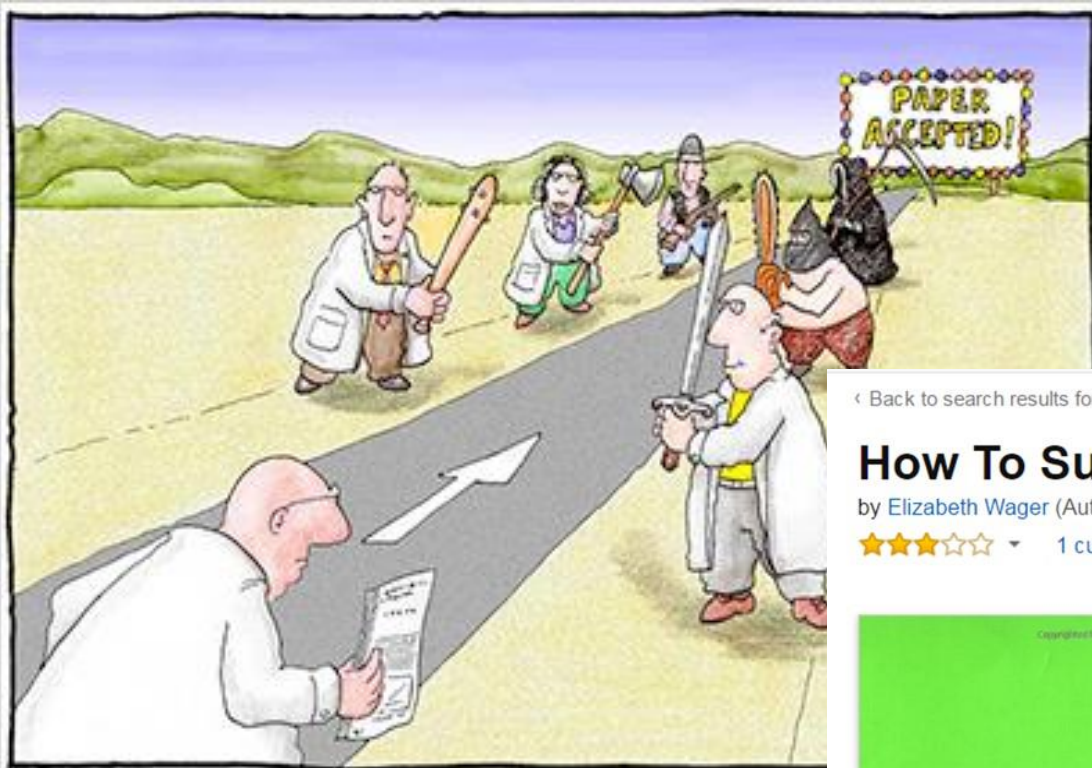 PAPER
ACCEPTED!
‹ Back to search results fo
How To Su
by Elizabeth Wager (Aut
1 cu